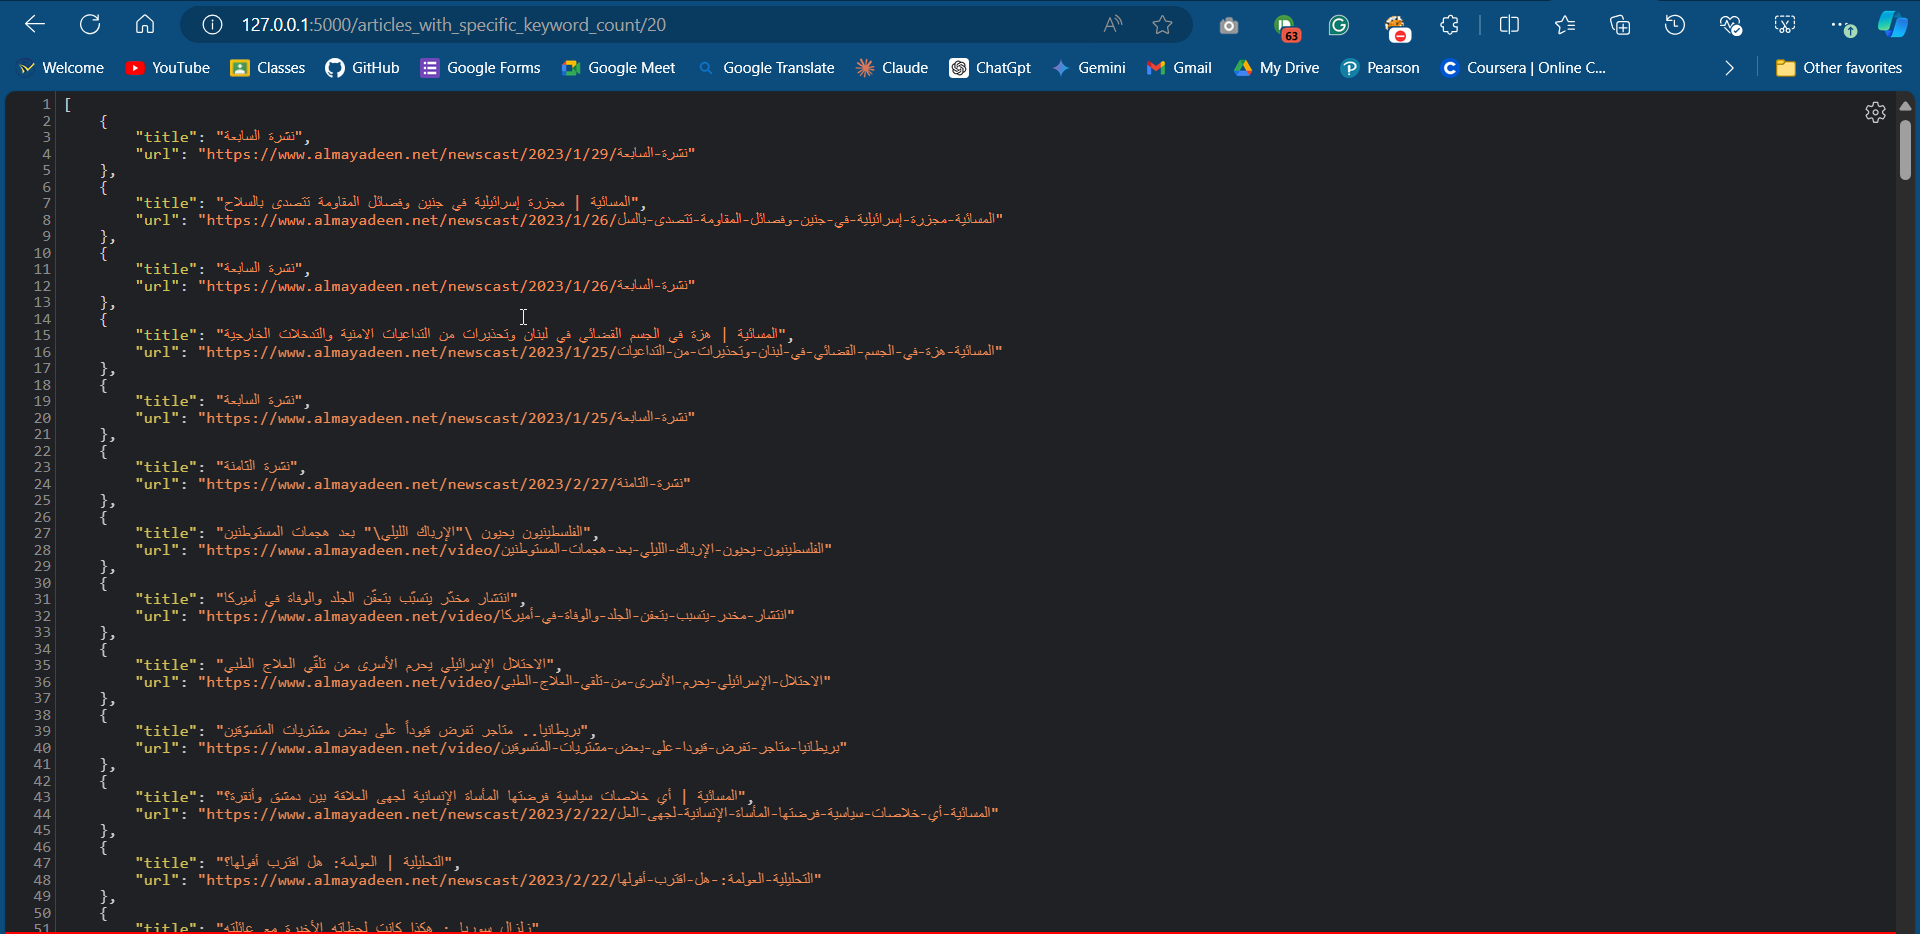 127.0.0.1:5000/articles_with_specific_keyword_count/20
63
Welcome YouTube Classes GitHub Google Forms Google Meet Google Translate Claude ChatGpt Gemini Gmail My Drive Pearson Coursera | Online C... Other favorites
1 [
2 {
3 "title": "نشرة السابعة",
4 "url": "https://www.almayadeen.net/newscast/2023/1/29/نشرة-السابعة"
5 },
6 {
7 "title": "المسائية | مجزرة إسرائيلية في جنين وفصائل المقاومة تتصدى بالسلاح",
8 "url": "https://www.almayadeen.net/newscast/2023/1/26/المسائية-مجزرة-إسرائيلية-في-جنين-وفصائل-المقاومة-تتصدى-بالسل"
9 },
10 {
11 "title": "نشرة السابعة",
12 "url": "https://www.almayadeen.net/newscast/2023/1/26/نشرة-السابعة"
13 },
14 {
15 "title": "المسائية | هزة في الجسم القضائي في لبنان وتحذيرات من التداعيات الامنية والتدخلات الخارجية",
16 "url": "https://www.almayadeen.net/newscast/2023/1/25/المسائية-هزة-في-الجسم-القضائي-في-لبنان-وتحذيرات-من-التداعيات"
17 },
18 {
19 "title": "نشرة السابعة",
20 "url": "https://www.almayadeen.net/newscast/2023/1/25/نشرة-السابعة"
21 },
22 {
23 "title": "نشرة الثامنة",
24 "url": "https://www.almayadeen.net/newscast/2023/2/27/نشرة-الثامنة"
25 },
26 {
27 "title": "الفلسطينيون يحيون \"الإرباك الليلي\" بعد هجمات المستوطنين",
28 "url": "https://www.almayadeen.net/video/الفلسطينيون-يحيون-الإرباك-الليلي-بعد-هجمات-المستوطنين"
29 },
30 {
31 "title": "انتشار مخدّر يتسبّب بتعفّن الجلد والوفاة في أميركا",
32 "url": "https://www.almayadeen.net/video/انتشار-مخدر-يتسبب-بتعفن-الجلد-والوفاة-في-أميركا"
33 },
34 {
35 "title": "الاحتلال الإسرائيلي يحرم الأسرى من تلقّي العلاج الطبي",
36 "url": "https://www.almayadeen.net/video/الاحتلال-الإسرائيلي-يحرم-الأسرى-من-تلقي-العلاج-الطبي"
37 },
38 {
39 "title": "بريطانيا.. متاجر تفرض قيوداً على بعض مشتريات المتسوّقين",
40 "url": "https://www.almayadeen.net/video/بريطانيا-متاجر-تفرض-قيودا-على-بعض-مشتريات-المتسوقين"
41 },
42 {
43 "title": "المسائية | أي خلاصات سياسية فرضتها المأساة الإنسانية لجهى العلاقة بين دمشق وأنقرة؟",
44 "url": "https://www.almayadeen.net/newscast/2023/2/22/المسائية-أي-خلاصات-سياسية-فرضتها-المأساة-الإنسانية-لجهى-العل"
45 },
46 {
47 "title": "التحليلية | العولمة: هل اقترب أفولها؟",
48 "url": "https://www.almayadeen.net/newscast/2023/2/22/التحليلية-العولمة:-هل-اقترب-أفولها"
49 },
50 {
51 "title": "زلزال سوريا : هكذا كانت لحظاته الأخيرة مع عائلته"